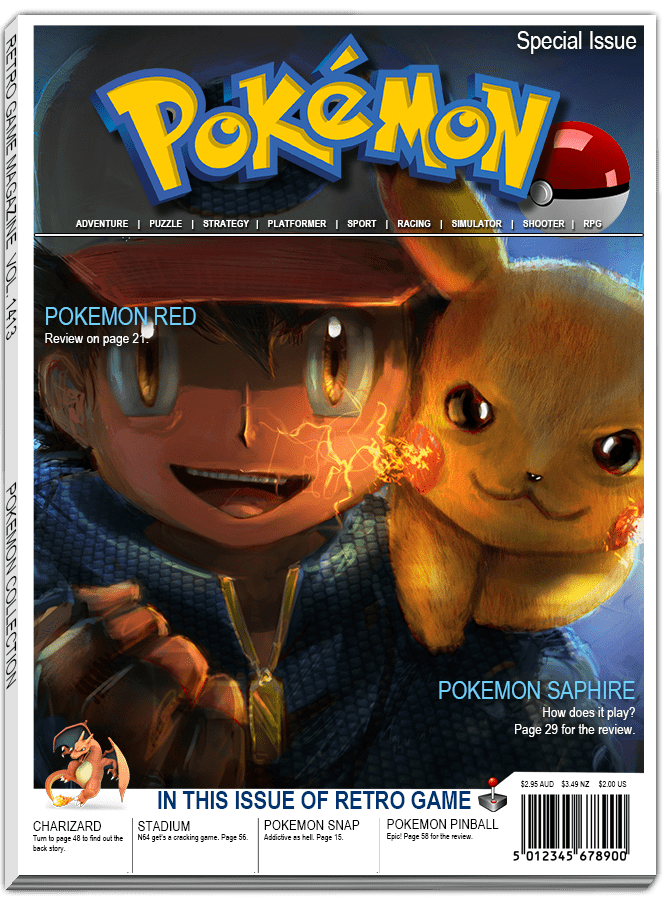 Special Issue
POKéMON
ADVENTURE | PUZZLE | STRATEGY | PLATFORMER | SPORT | RACING | SIMULATOR | SHOOTER | RPG
RETRO GAME MAGAZINE VOL. 1413
POKEMON COLLECTION
POKEMON RED
Review on page 21.
POKEMON SAPHIRE
How does it play?
Page 29 for the review.
IN THIS ISSUE OF RETRO GAME
$2.95 AUD $3.49 NZ $2.00 US
CHARIZARD
Turn to page 48 to find out the
back story.
STADIUM
N64 get's a cracking game. Page 56.
POKEMON SNAP
Addictive as hell. Page 15.
POKEMON PINBALL
Epic! Page 58 for the review.
5 012345 678900